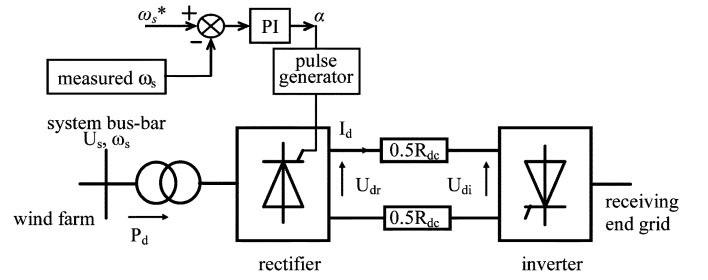 ωs*
+
−
PI
α
measured ωs
pulse
generator
system bus-bar
Us, ωs
Id
0.5Rdc
Udr
Udi
0.5Rdc
wind farm
Pd
receiving
end grid
rectifier
inverter